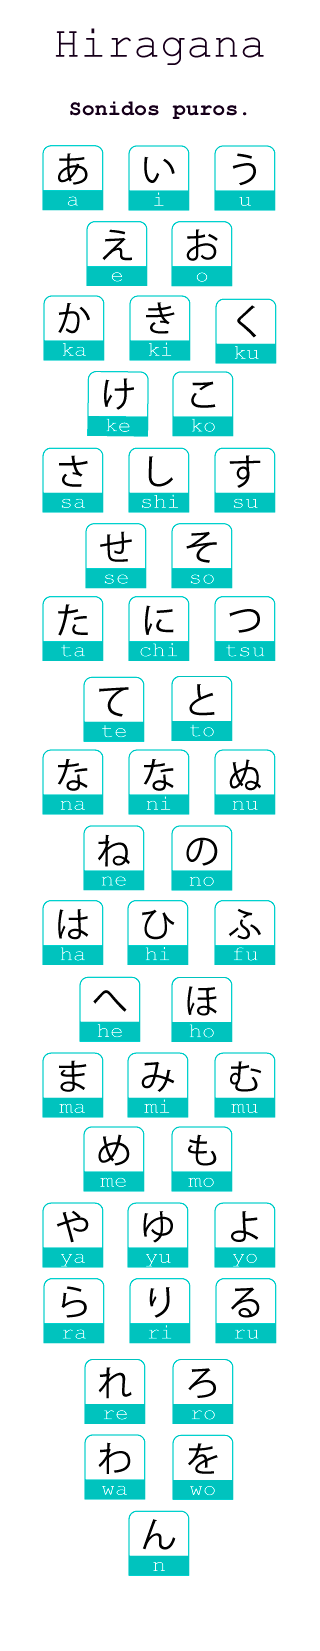 Hiragana
Sonidos puros.
あ い う
a i u
え お
e o
か き く
ka ki ku
け こ
ke ko
さ し す
sa shi su
せ そ
se so
た に つ
ta chi tsu
て と
te to
な な ぬ
na ni nu
ね の
ne no
は ひ ふ
ha hi fu
へ ほ
he ho
ま み む
ma mi mu
め も
me mo
や ゆ よ
ya yu yo
ら り る
ra ri ru
れ ろ
re ro
わ を
wa wo
ん
n